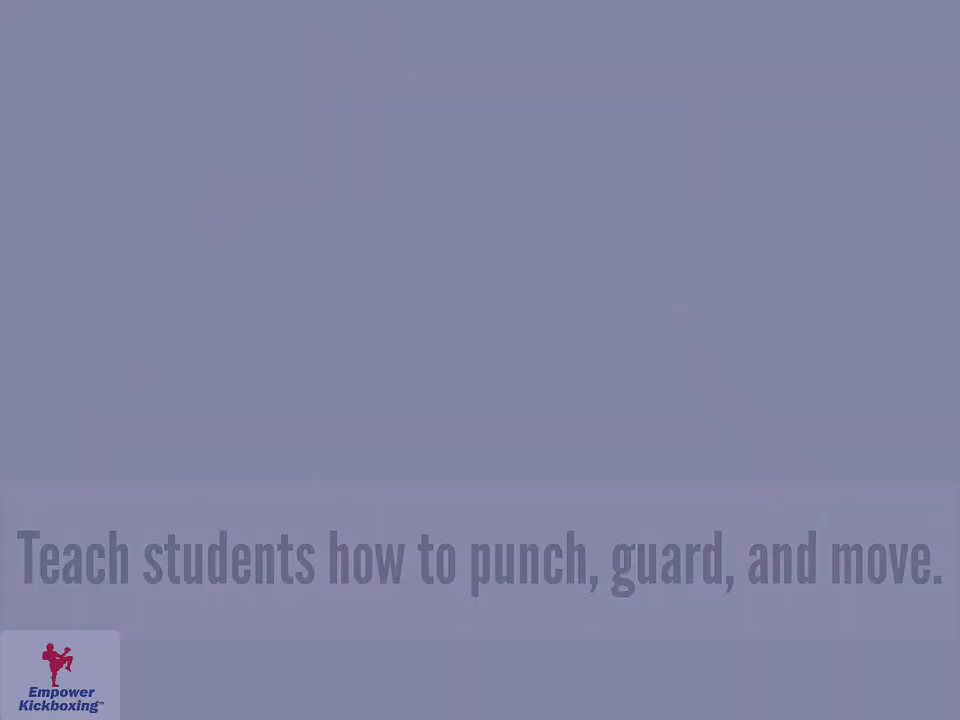 Teach students how to punch, guard, and move.
Empower
Kickboxing™